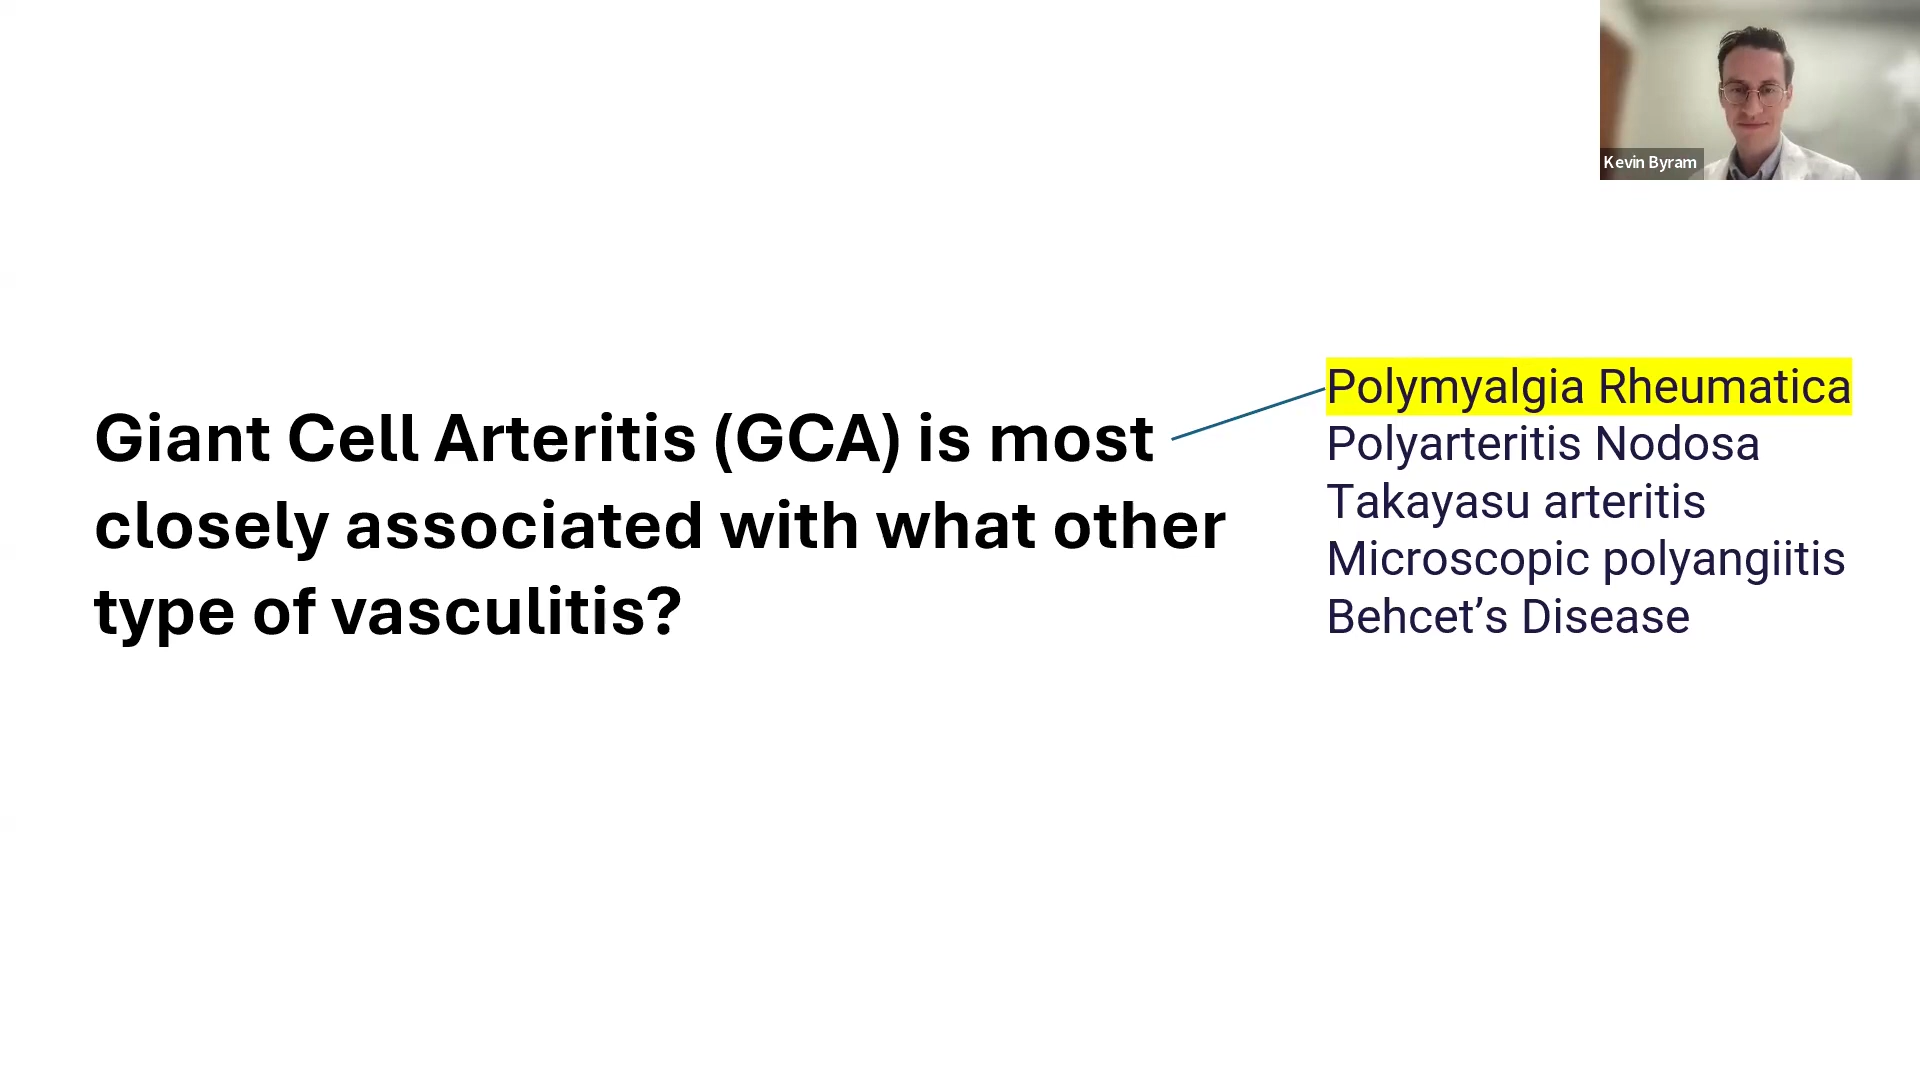 Kevin Byram
Giant Cell Arteritis (GCA) is most
closely associated with what other
type of vasculitis?
Polymyalgia Rheumatica
Polyarteritis Nodosa
Takayasu arteritis
Microscopic polyangiitis
Behcet’s Disease